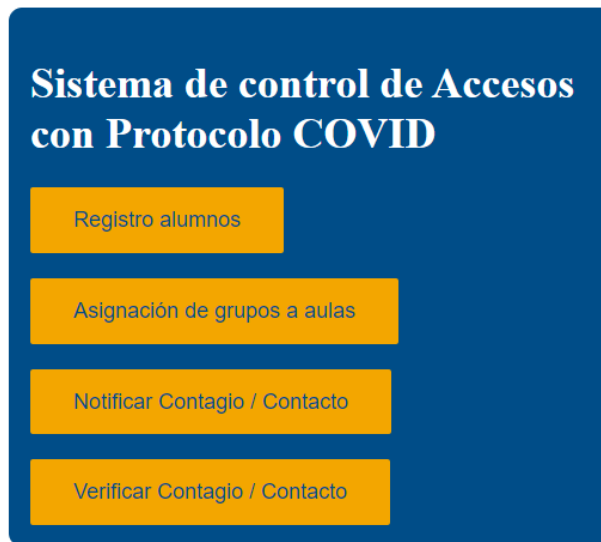 Sistema de control de Accesos
con Protocolo COVID
Registro alumnos
Asignación de grupos a aulas
Notificar Contagio / Contacto
Verificar Contagio / Contacto